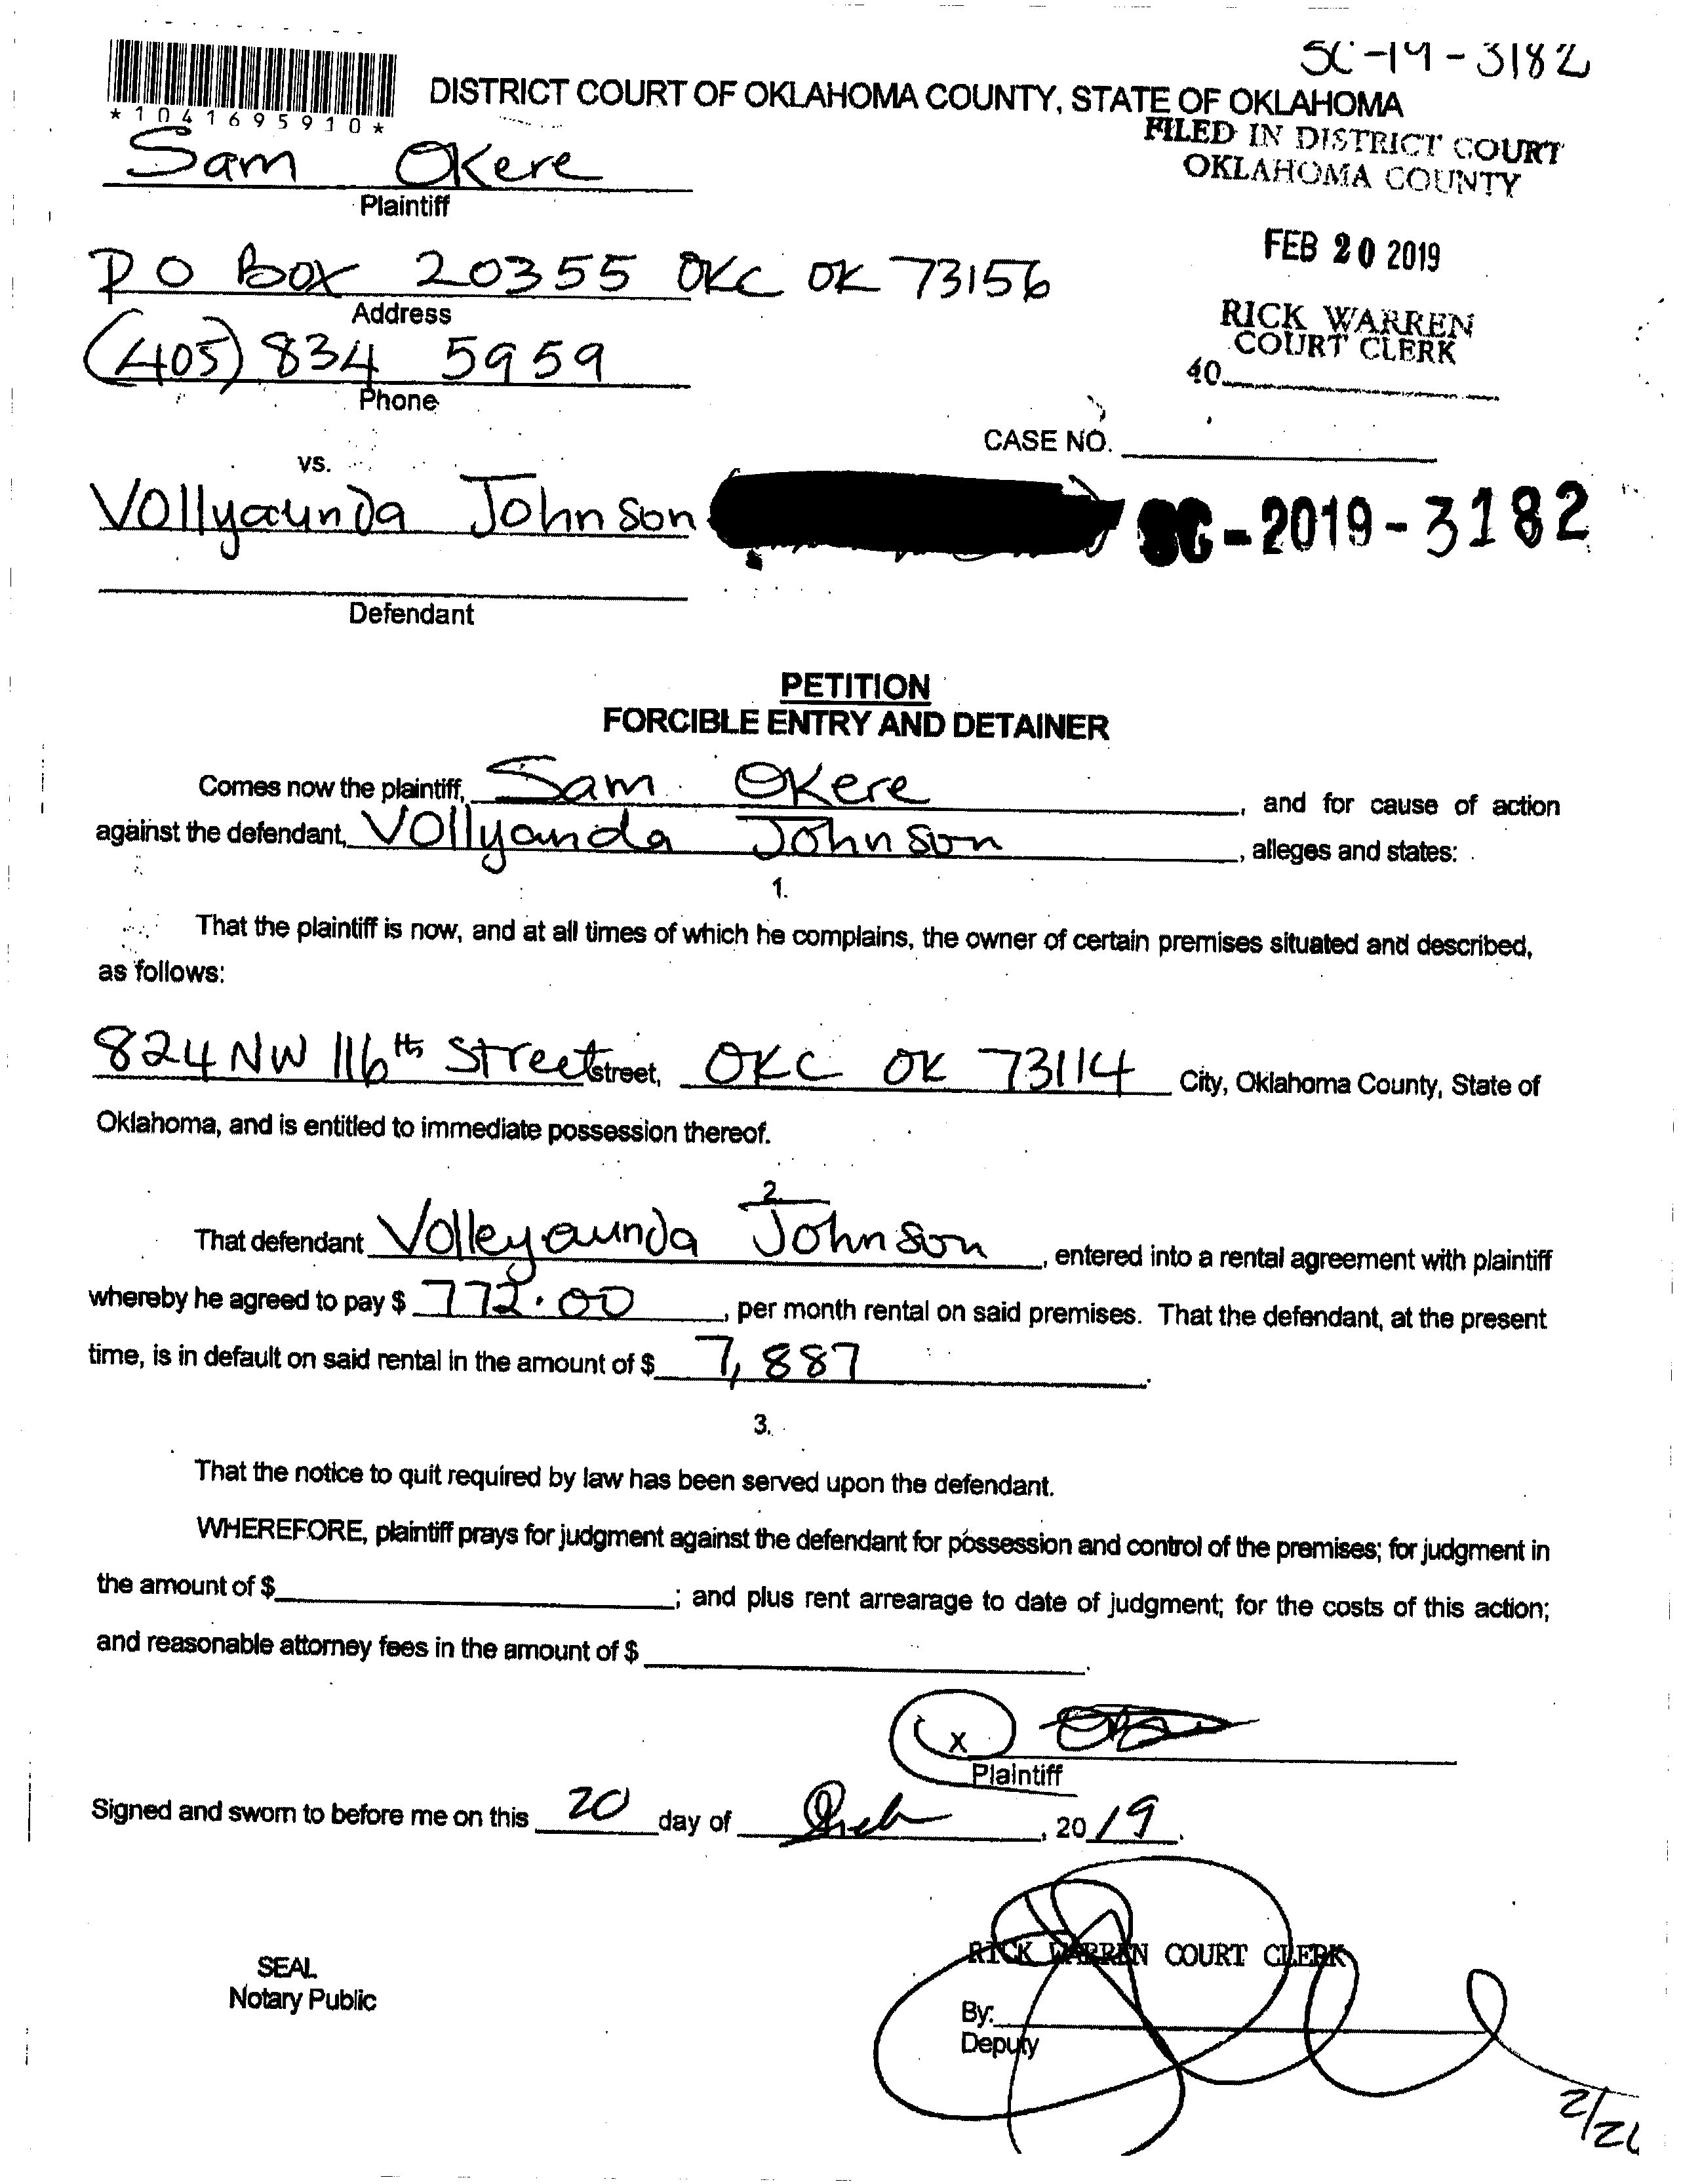 SC-19-3182
*1041695910*
DISTRICT COURT OF OKLAHOMA COUNTY, STATE OF OKLAHOMA
FILED IN DISTRICT COURT
OKLAHOMA COUNTY
Sam Okere
Plaintiff
PO Box 20355 OKC OK 73156
Address
FEB 20 2019
RICK WARREN
COURT CLERK
40
(405) 834 5959
Phone
CASE NO.
vs.
Vollyaunda Johnson
SC-2019-3182
Defendant
PETITION
FORCIBLE ENTRY AND DETAINER
Comes now the plaintiff, Sam Okere, and for cause of action
against the defendant, Vollyanda Johnson, alleges and states:
1.
That the plaintiff is now, and at all times of which he complains, the owner of certain premises situated and described,
as follows:
824 NW 116th Street street, OKC OK 73114 City, Oklahoma County, State of
Oklahoma, and is entitled to immediate possession thereof.
2.
That defendant Volleyaunda Johnson, entered into a rental agreement with plaintiff
whereby he agreed to pay $ 772.00, per month rental on said premises. That the defendant, at the present
time, is in default on said rental in the amount of $ 7,887.
3.
That the notice to quit required by law has been served upon the defendant.
WHEREFORE, plaintiff prays for judgment against the defendant for possession and control of the premises; for judgment in
the amount of $; and plus rent arrearage to date of judgment; for the costs of this action;
and reasonable attorney fees in the amount of $.
X
Plaintiff
Signed and sworn to before me on this 20 day of Feb, 2019.
RICK WARREN COURT CLERK
SEAL
Notary Public
By:
Deputy